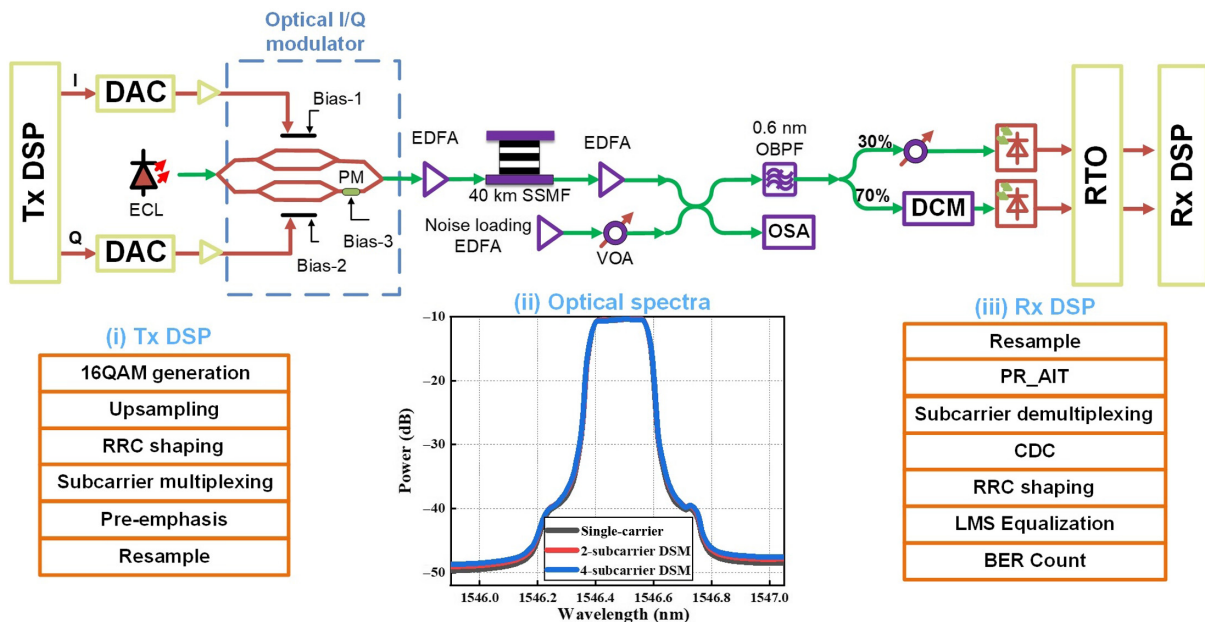 Optical I/Q
modulator
Tx DSP
I
DAC
Bias-1
ECL
PM
Q
DAC
Bias-2
Bias-3
EDFA
40 km SSMF
EDFA
Noise loading
EDFA
VOA
0.6 nm
OBPF
OSA
30%
70%
DCM
RTO
Rx DSP
(i) Tx DSP
16QAM generation
Upsampling
RRC shaping
Subcarrier multiplexing
Pre-emphasis
Resample
(ii) Optical spectra
Power (dB)
−10
−20
−30
−40
−50
Single-carrier
2-subcarrier DSM
4-subcarrier DSM
1546.0 1546.2 1546.4 1546.6 1546.8 1547.0
Wavelength (nm)
(iii) Rx DSP
Resample
PR_AIT
Subcarrier demultiplexing
CDC
RRC shaping
LMS Equalization
BER Count